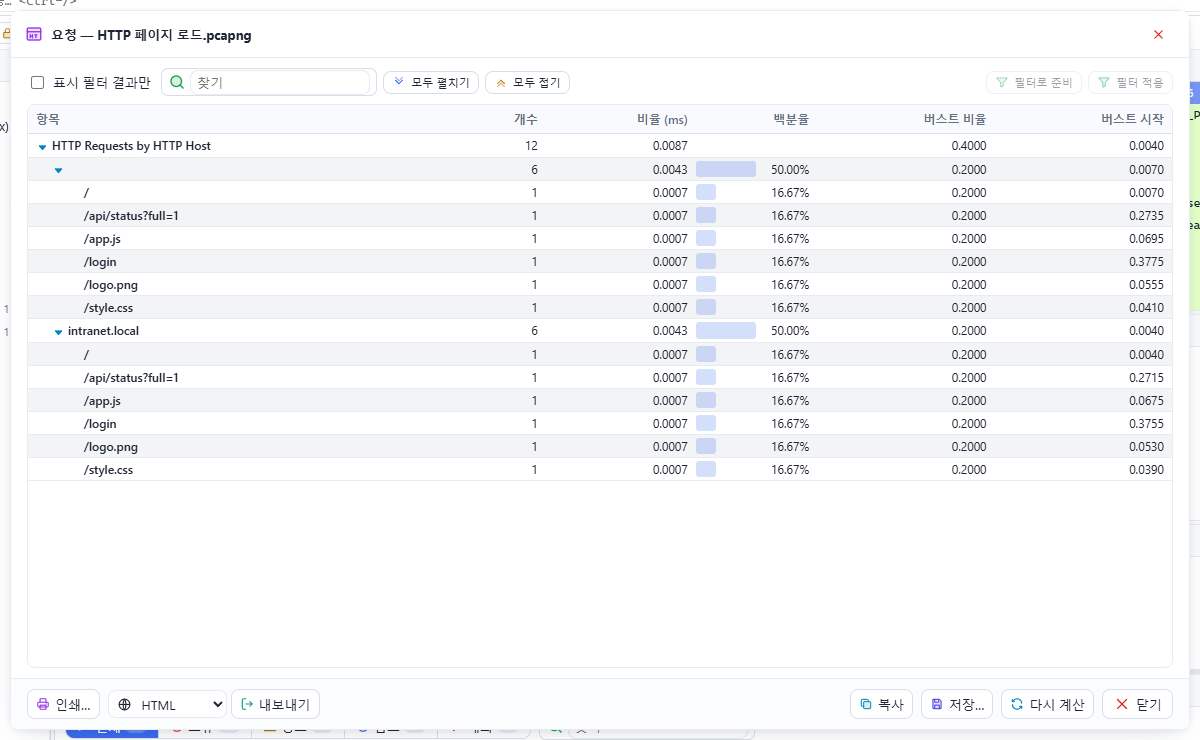 요청 — HTTP 페이지 로드.pcapng
표시 필터 결과만 찾기 모두 펼치기 모두 접기 필터로 준비 필터 적용
항목 개수 비율 (ms) 백분율 버스트 비율 버스트 시작
HTTP Requests by HTTP Host 12 0.0087 0.4000 0.0040
6 0.0043 50.00% 0.2000 0.0070
/ 1 0.0007 16.67% 0.2000 0.0070
/api/status?full=1 1 0.0007 16.67% 0.2000 0.2735
/app.js 1 0.0007 16.67% 0.2000 0.0695
/login 1 0.0007 16.67% 0.2000 0.3775
/logo.png 1 0.0007 16.67% 0.2000 0.0555
/style.css 1 0.0007 16.67% 0.2000 0.0410
intranet.local 6 0.0043 50.00% 0.2000 0.0040
/ 1 0.0007 16.67% 0.2000 0.0040
/api/status?full=1 1 0.0007 16.67% 0.2000 0.2715
/app.js 1 0.0007 16.67% 0.2000 0.0675
/login 1 0.0007 16.67% 0.2000 0.3755
/logo.png 1 0.0007 16.67% 0.2000 0.0530
/style.css 1 0.0007 16.67% 0.2000 0.0390
인쇄... HTML 내보내기 복사 저장... 다시 계산 닫기